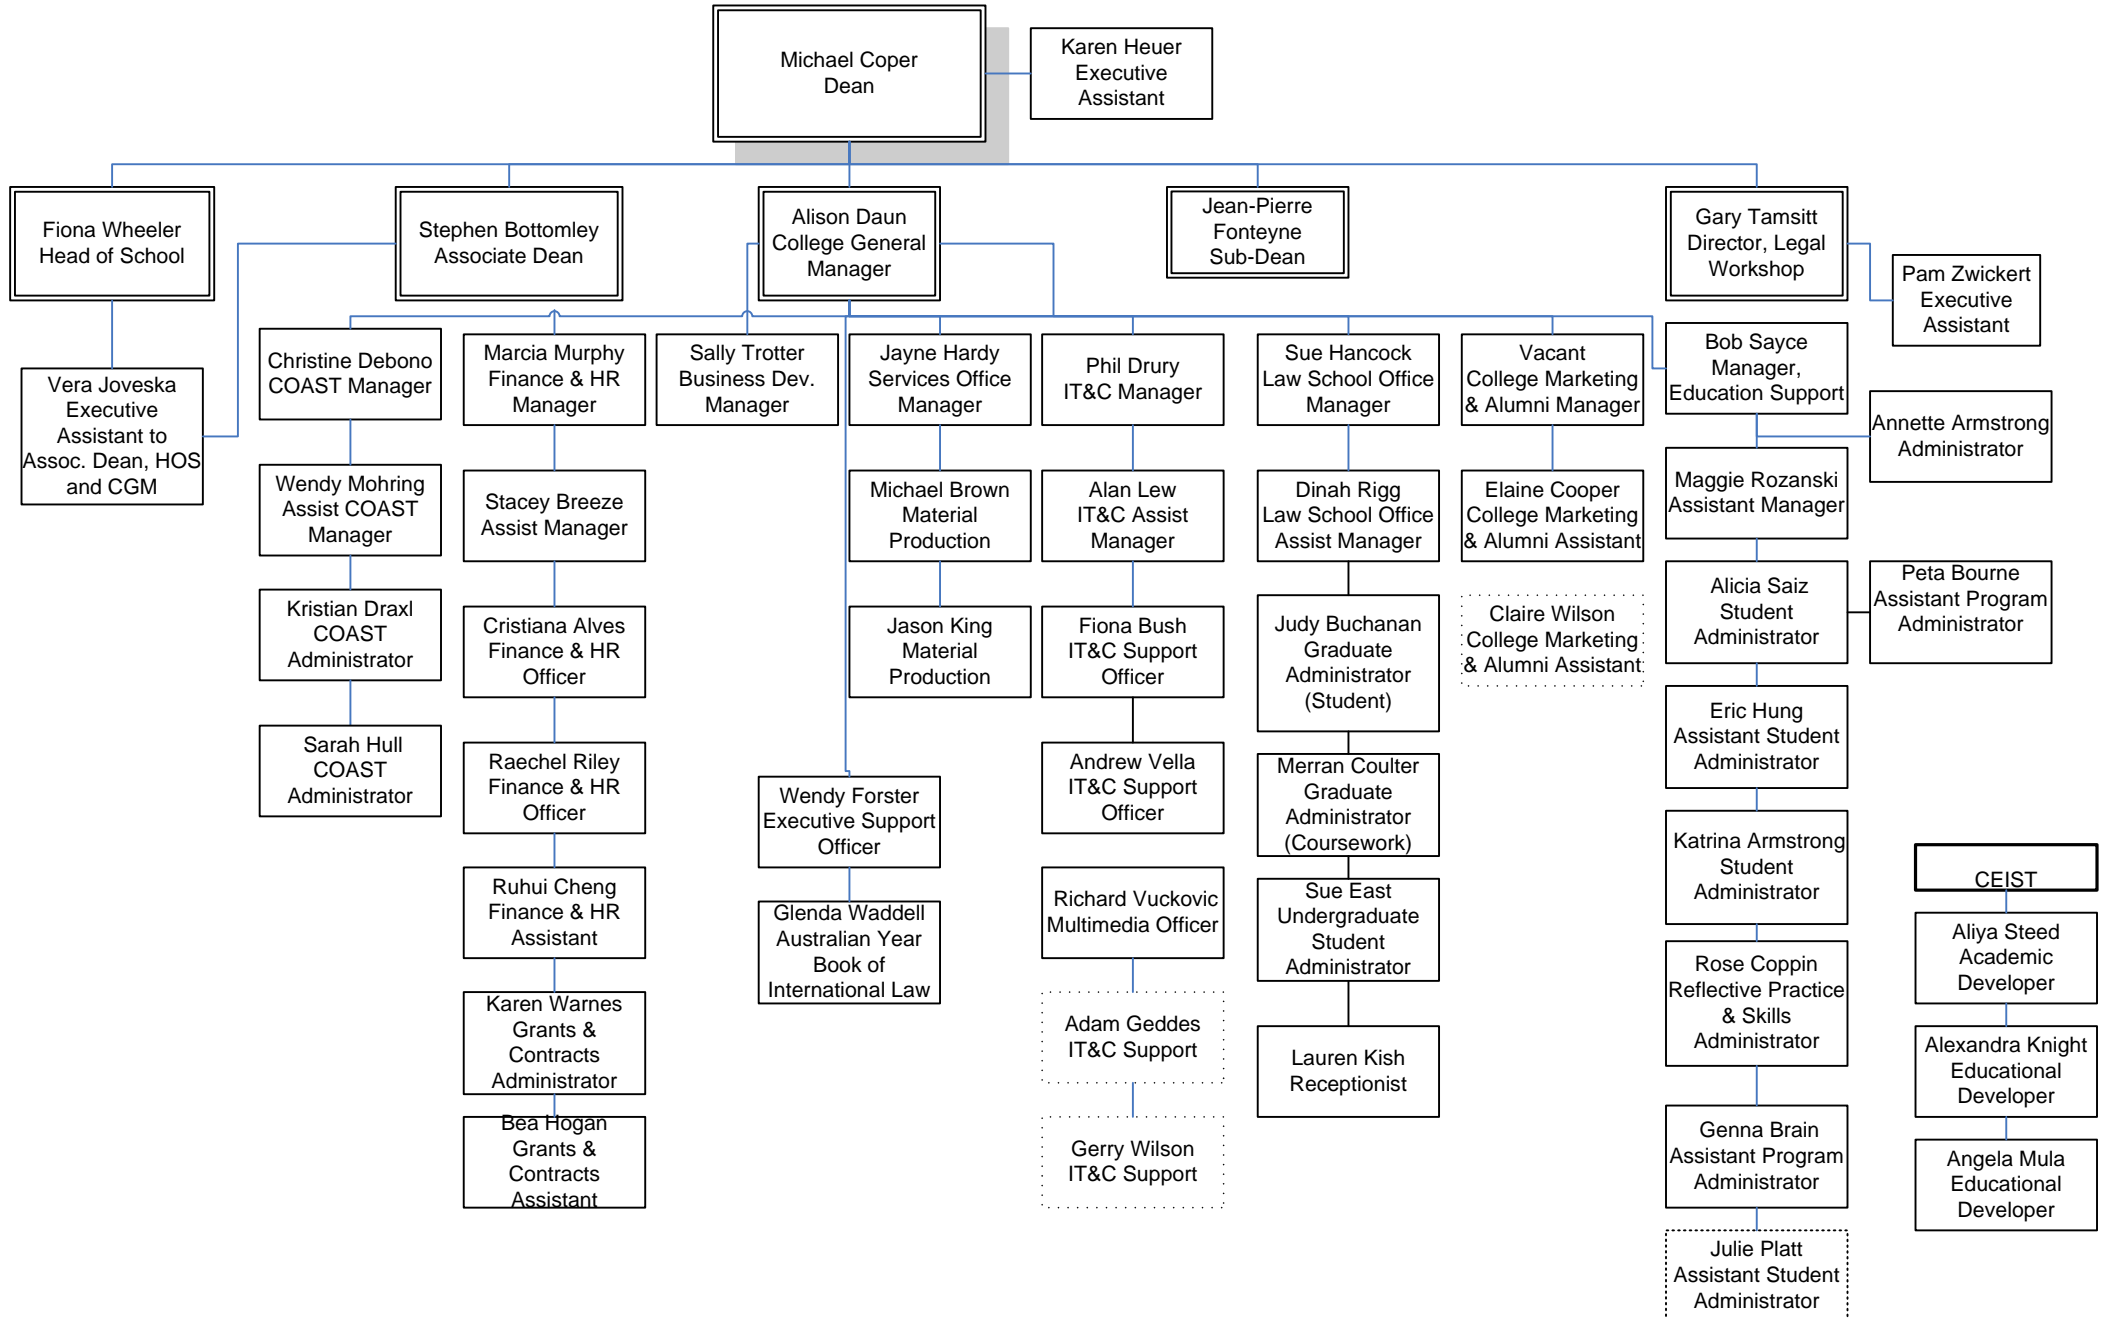 Michael Coper
Dean
Karen Heuer
Executive
Assistant
Fiona Wheeler
Head of School
Stephen Bottomley
Associate Dean
Alison Daun
College General
Manager
Jean-Pierre
Fonteyne
Sub-Dean
Gary Tamsitt
Director, Legal
Workshop
Pam Zwickert
Executive
Assistant
Vera Joveska
Executive
Assistant to
Assoc. Dean, HOS
and CGM
Christine Debono
COAST Manager
Marcia Murphy
Finance & HR
Manager
Sally Trotter
Business Dev.
Manager
Jayne Hardy
Services Office
Manager
Phil Drury
IT&C Manager
Sue Hancock
Law School Office
Manager
Vacant
College Marketing
& Alumni Manager
Bob Sayce
Manager,
Education Support
Annette Armstrong
Administrator
Wendy Mohring
Assist COAST
Manager
Stacey Breeze
Assist Manager
Michael Brown
Material
Production
Alan Lew
IT&C Assist
Manager
Dinah Rigg
Law School Office
Assist Manager
Elaine Cooper
College Marketing
& Alumni Assistant
Maggie Rozanski
Assistant Manager
Kristian Draxl
COAST
Administrator
Cristiana Alves
Finance & HR
Officer
Jason King
Material
Production
Fiona Bush
IT&C Support
Officer
Judy Buchanan
Graduate
Administrator
(Student)
Claire Wilson
College Marketing
& Alumni Assistant
Alicia Saiz
Student
Administrator
Peta Bourne
Assistant Program
Administrator
Sarah Hull
COAST
Administrator
Raechel Riley
Finance & HR
Officer
Wendy Forster
Executive Support
Officer
Andrew Vella
IT&C Support
Officer
Merran Coulter
Graduate
Administrator
(Coursework)
Eric Hung
Assistant Student
Administrator
Ruhui Cheng
Finance & HR
Assistant
Glenda Waddell
Australian Year
Book of
International Law
Richard Vuckovic
Multimedia Officer
Sue East
Undergraduate
Student
Administrator
Katrina Armstrong
Student
Administrator
CEIST
Karen Warnes
Grants &
Contracts
Administrator
Adam Geddes
IT&C Support
Lauren Kish
Receptionist
Rose Coppin
Reflective Practice
& Skills
Administrator
Aliya Steed
Academic
Developer
Bea Hogan
Grants &
Contracts
Assistant
Gerry Wilson
IT&C Support
Genna Brain
Assistant Program
Administrator
Alexandra Knight
Educational
Developer
Julie Platt
Assistant Student
Administrator
Angela Mula
Educational
Developer